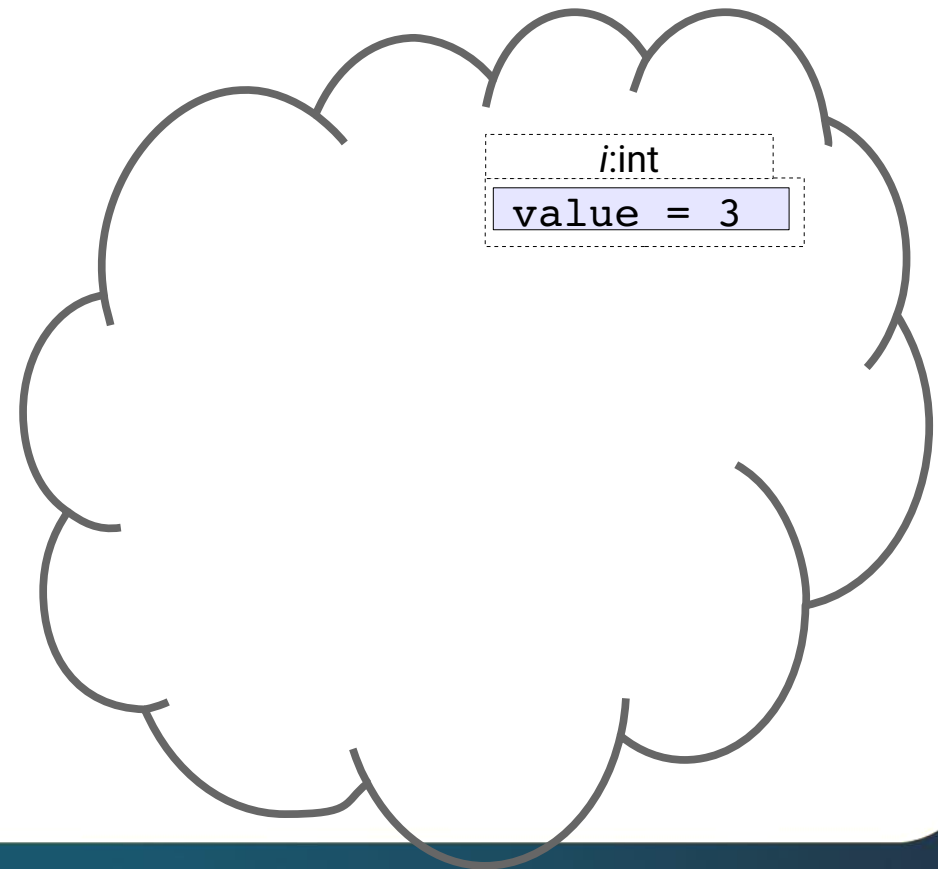 i:int
value = 3